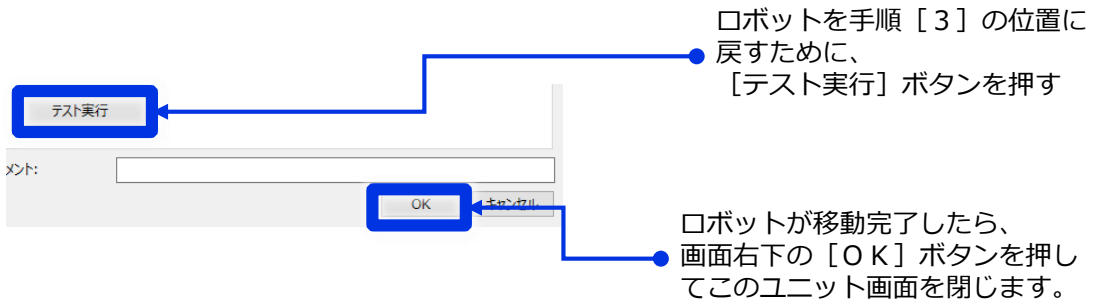 ロボットを手順［３］の位置に
戻すために、
［テスト実行］ボタンを押す
テスト実行
メント:
OK
キャンセル
ロボットが移動完了したら、
画面右下の［ＯＫ］ボタンを押し
てこのユニット画面を閉じます。